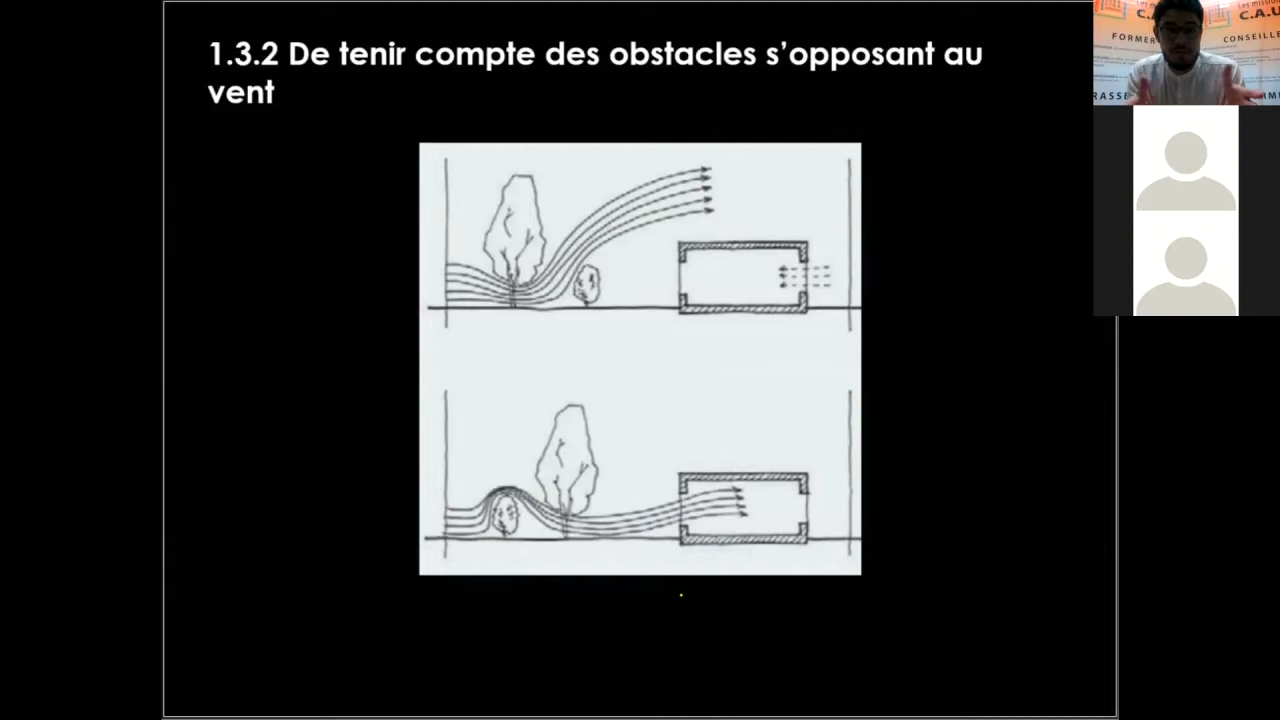 1.3.2 De tenir compte des obstacles s’opposant au
vent
C.A.U
FORMER
CONSEILLE